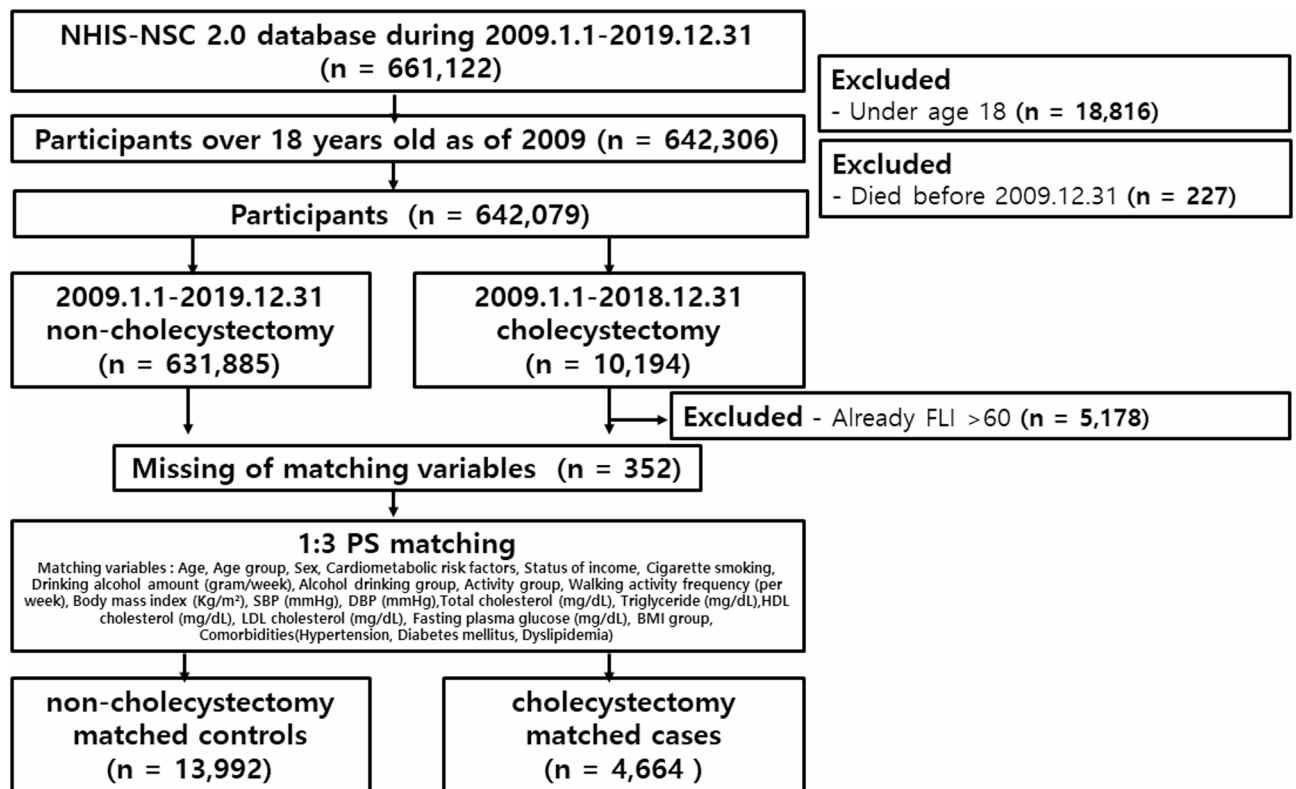 NHIS-NSC 2.0 database during 2009.1.1-2019.12.31
(n = 661,122)
Excluded
- Under age 18 (n = 18,816)
Participants over 18 years old as of 2009 (n = 642,306)
Excluded
- Died before 2009.12.31 (n = 227)
Participants (n = 642,079)
2009.1.1-2019.12.31
non-cholecystectomy
(n = 631,885)
2009.1.1-2018.12.31
cholecystectomy
(n = 10,194)
Excluded - Already FLI >60 (n = 5,178)
Missing of matching variables (n = 352)
1:3 PS matching
Matching variables : Age, Age group, Sex, Cardiometabolic risk factors, Status of income, Cigarette smoking,
Drinking alcohol amount (gram/week), Alcohol drinking group, Activity group, Walking activity frequency (per
week), Body mass index (Kg/m²), SBP (mmHg), DBP (mmHg),Total cholesterol (mg/dL), Triglyceride (mg/dL),HDL
cholesterol (mg/dL), LDL cholesterol (mg/dL), Fasting plasma glucose (mg/dL), BMI group,
Comorbidities(Hypertension, Diabetes mellitus, Dyslipidemia)
non-cholecystectomy
matched controls
(n = 13,992)
cholecystectomy
matched cases
(n = 4,664 )